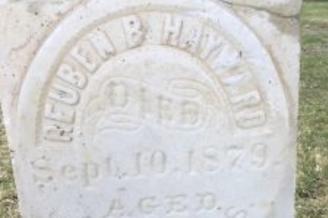 REUBEN B. HAYWARD
DIED
Sept. 10. 1879.
AGED